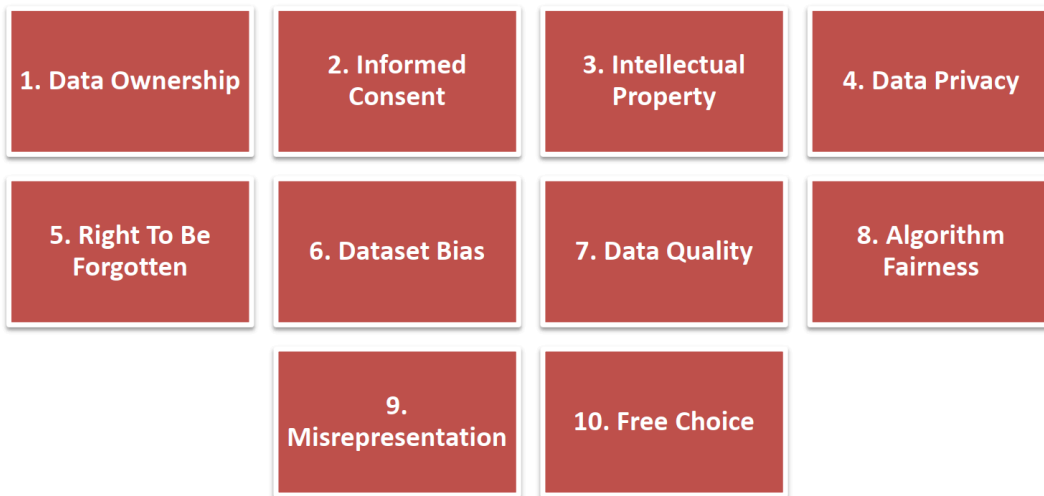 1. Data Ownership
2. Informed
Consent
3. Intellectual
Property
4. Data Privacy
5. Right To Be
Forgotten
6. Dataset Bias
7. Data Quality
8. Algorithm
Fairness
9.
Misrepresentation
10. Free Choice